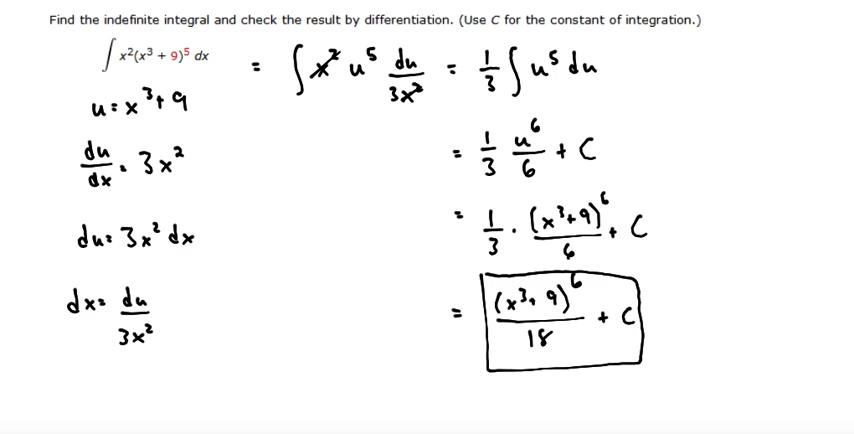 Find the indefinite integral and check the result by differentiation. (Use C for the constant of integration.)
∫ x²(x³ + 9)⁵ dx = ∫ x² u⁵ du/3x² = 1/3 ∫ u⁵ du
u = x³ + 9
du/dx = 3x²
= 1/3 u⁶/6 + C
du = 3x² dx
= 1/3 · (x³+9)⁶/6 + C
dx = du/3x²
= (x³+9)⁶/18 + C